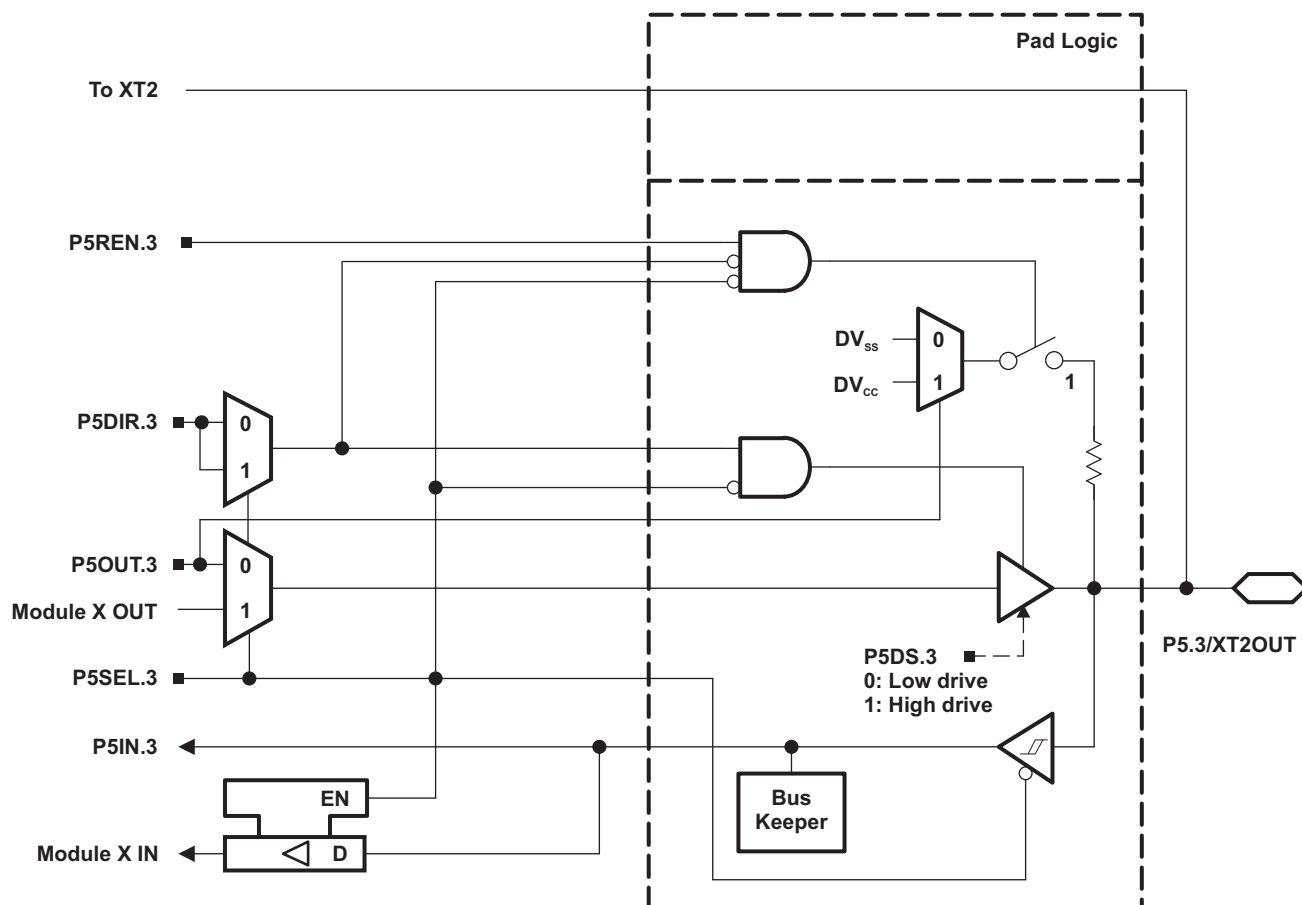 Pad Logic
To XT2
P5REN.3
DVSS
0
DVCC
1
1
P5DIR.3
0
1
P5OUT.3
0
Module X OUT
1
P5DS.3
0: Low drive
1: High drive
P5.3/XT2OUT
P5SEL.3
P5IN.3
EN
Bus
Keeper
Module X IN
D